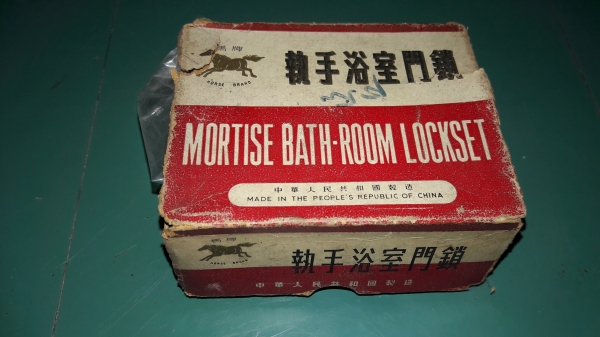 馬牌
HORSE BRAND
執手浴室門鎖
MORTISE BATH-ROOM LOCKSET
中華人民共和國製造
MADE IN THE PEOPLE'S REPUBLIC OF CHINA
馬牌
HORSE BRAND
執手浴室門鎖
中華人民共和國製造